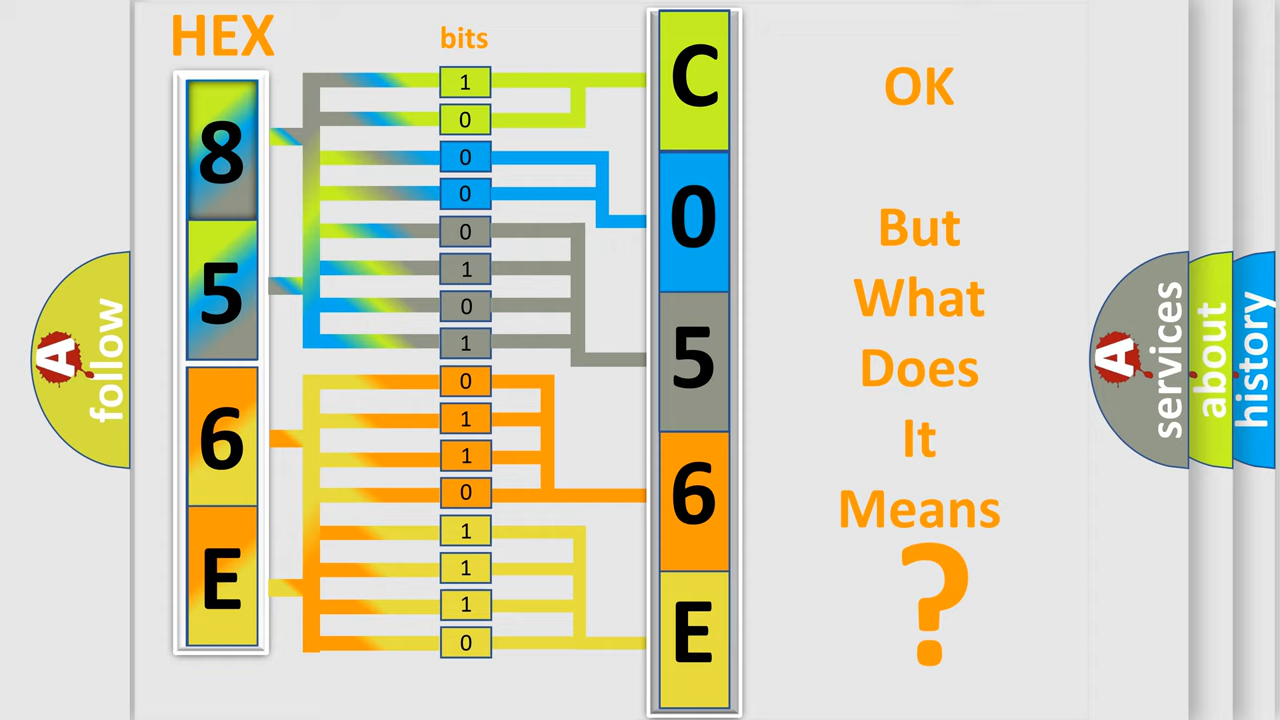 HEX
bits
8
5
6
E
1
0
0
0
0
1
0
1
0
1
1
0
1
1
1
0
C
0
5
6
E
OK
But
What
Does
It
Means
?
A
follow
A
services
about
history